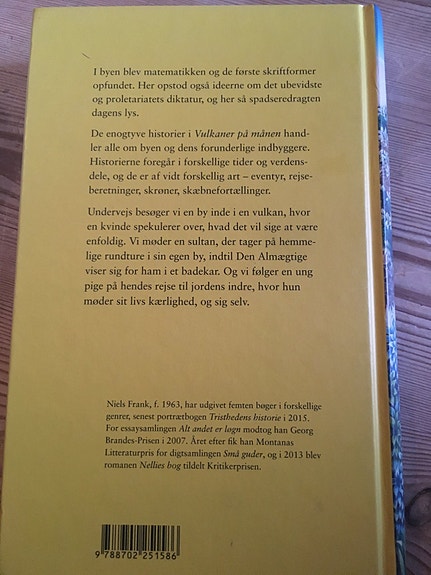 I byen blev matematikken og de første skriftformer
opfundet. Her opstod også ideerne om det ubevidste
og proletariatets diktatur, og her så spadseredragten
dagens lys.
De enogtyve historier i Vulkaner på månen hand-
ler alle om byen og dens forunderlige indbyggere.
Historierne foregår i forskellige tider og verdens-
dele, og de er af vidt forskellig art – eventyr, rejse-
beretninger, skrøner, skæbnefortællinger.
Undervejs besøger vi en by inde i en vulkan, hvor
en kvinde spekulerer over, hvad det vil sige at være
enfoldig. Vi møder en sultan, der tager på hemme-
lige rundture i sin egen by, indtil Den Almægtige
viser sig for ham i et badekar. Og vi følger en ung
pige på hendes rejse til jordens indre, hvor hun
møder sit livs kærlighed, og sig selv.
Niels Frank, f. 1963, har udgivet femten bøger i forskellige
genrer, senest portrætbogen Tristhedens historie i 2015.
For essaysamlingen Alt andet er løgn modtog han Georg
Brandes-Prisen i 2007. Året efter fik han Montanas
Litteraturpris for digtsamlingen Små guder, og i 2013 blev
romanen Nellies bog tildelt Kritikerprisen.
9 788702 251586